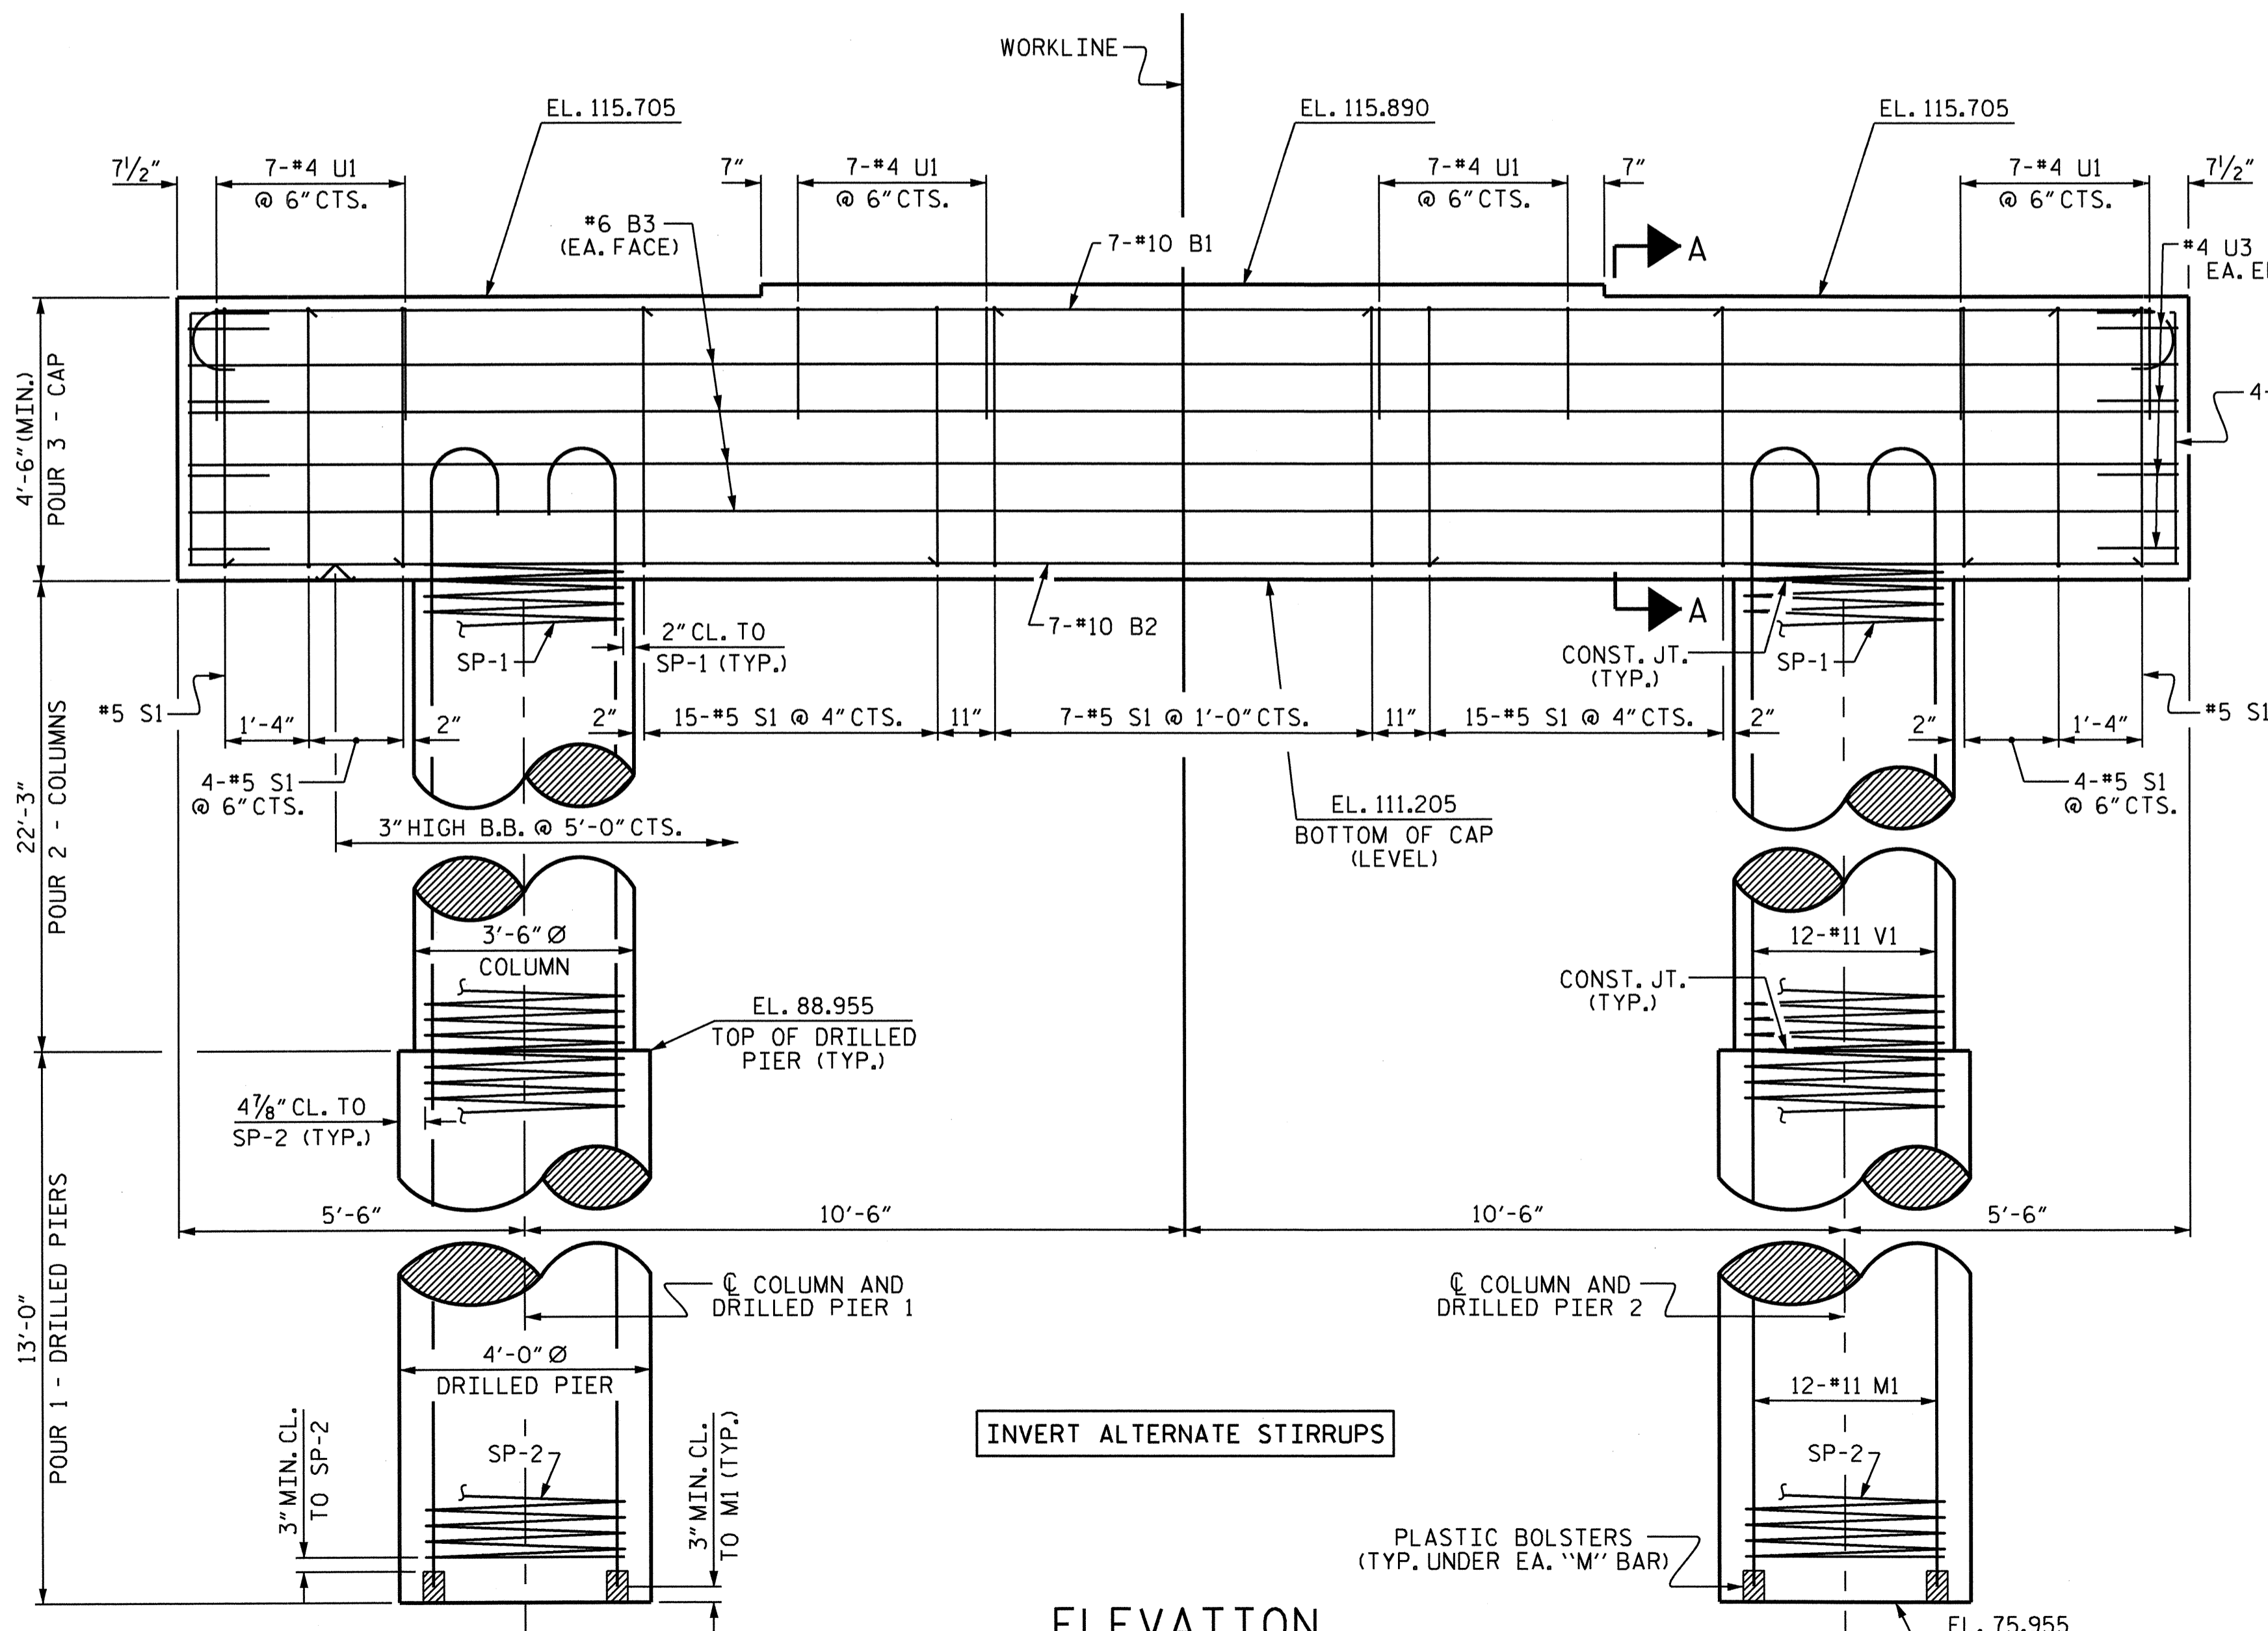 WORKLINE
EL. 115.705
EL. 115.890
EL. 115.705
7½"
7-#4 U1
@ 6" CTS.
7"
7-#4 U1
@ 6" CTS.
7-#4 U1
@ 6" CTS.
7"
7-#4 U1
@ 6" CTS.
7½"
#6 B3
(EA. FACE)
7-#10 B1
A
#4 U3
4'-6" (MIN.)
POUR 3 - CAP
4-
7-#10 B2
A
2" CL. TO
SP-1 (TYP.)
SP-1
CONST. JT.
(TYP.)
SP-1
#5 S1
1'-4"
2"
2"
15-#5 S1 @ 4" CTS.
11"
7-#5 S1 @ 1'-0" CTS.
11"
15-#5 S1 @ 4" CTS.
2"
2"
1'-4"
#5 S1
4-#5 S1
@ 6" CTS.
4-#5 S1
@ 6" CTS.
3" HIGH B.B. @ 5'-0" CTS.
EL. 111.205
BOTTOM OF CAP
(LEVEL)
22'-3"
POUR 2 - COLUMNS
3'-6" Ø
COLUMN
12-#11 V1
CONST. JT.
(TYP.)
EL. 88.955
TOP OF DRILLED
PIER (TYP.)
4⅞" CL. TO
SP-2 (TYP.)
5'-6"
10'-6"
10'-6"
5'-6"
13'-0"
POUR 1 - DRILLED PIERS
℄ COLUMN AND
DRILLED PIER 1
℄ COLUMN AND
DRILLED PIER 2
4'-0" Ø
DRILLED PIER
12-#11 M1
INVERT ALTERNATE STIRRUPS
3" MIN. CL.
TO SP-2
SP-2
3" MIN. CL.
TO M1 (TYP.)
SP-2
PLASTIC BOLSTERS
(TYP. UNDER EA. "M" BAR)
ELEVATION
EL. 75.955